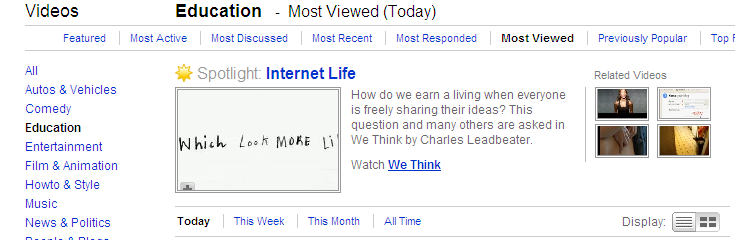 Videos
Education - Most Viewed (Today)
Featured Most Active Most Discussed Most Recent Most Responded Most Viewed Previously Popular Top
All
Autos & Vehicles
Comedy
Education
Entertainment
Film & Animation
Howto & Style
Music
News & Politics
Spotlight: Internet Life
Which Look MORE
How do we earn a living when everyone
is freely sharing their ideas? This
question and many others are asked in
We Think by Charles Leadbeater.
Watch We Think
Related Videos
Today This Week This Month All Time
Display: